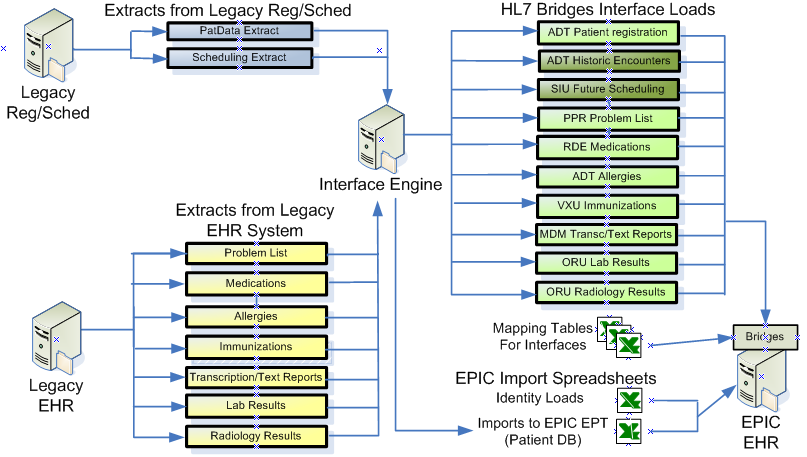 Extracts from Legacy Reg/Sched
PatData Extract
Scheduling Extract
Legacy
Reg/Sched
Interface Engine
HL7 Bridges Interface Loads
ADT Patient registration
ADT Historic Encounters
SIU Future Scheduling
PPR Problem List
RDE Medications
ADT Allergies
VXU Immunizations
MDM Transc/Text Reports
ORU Lab Results
ORU Radiology Results
Extracts from Legacy
EHR System
Problem List
Medications
Allergies
Immunizations
Transcription/Text Reports
Lab Results
Radiology Results
Legacy
EHR
Mapping Tables
For Interfaces
Bridges
EPIC Import Spreadsheets
Identity Loads
Imports to EPIC EPT
(Patient DB)
EPIC
EHR